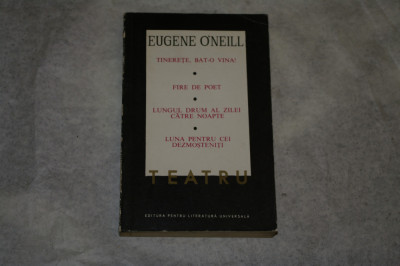 EUGENE O'NEILL
TINEREȚE, BAT-O VINA!
FIRE DE POET
LUNGUL DRUM AL ZILEI
CĂTRE NOAPTE
LUNA PENTRU CEI
DEZMOȘTENIȚI
TEATRU
EDITURA PENTRU LITERATURA UNIVERSALĂ